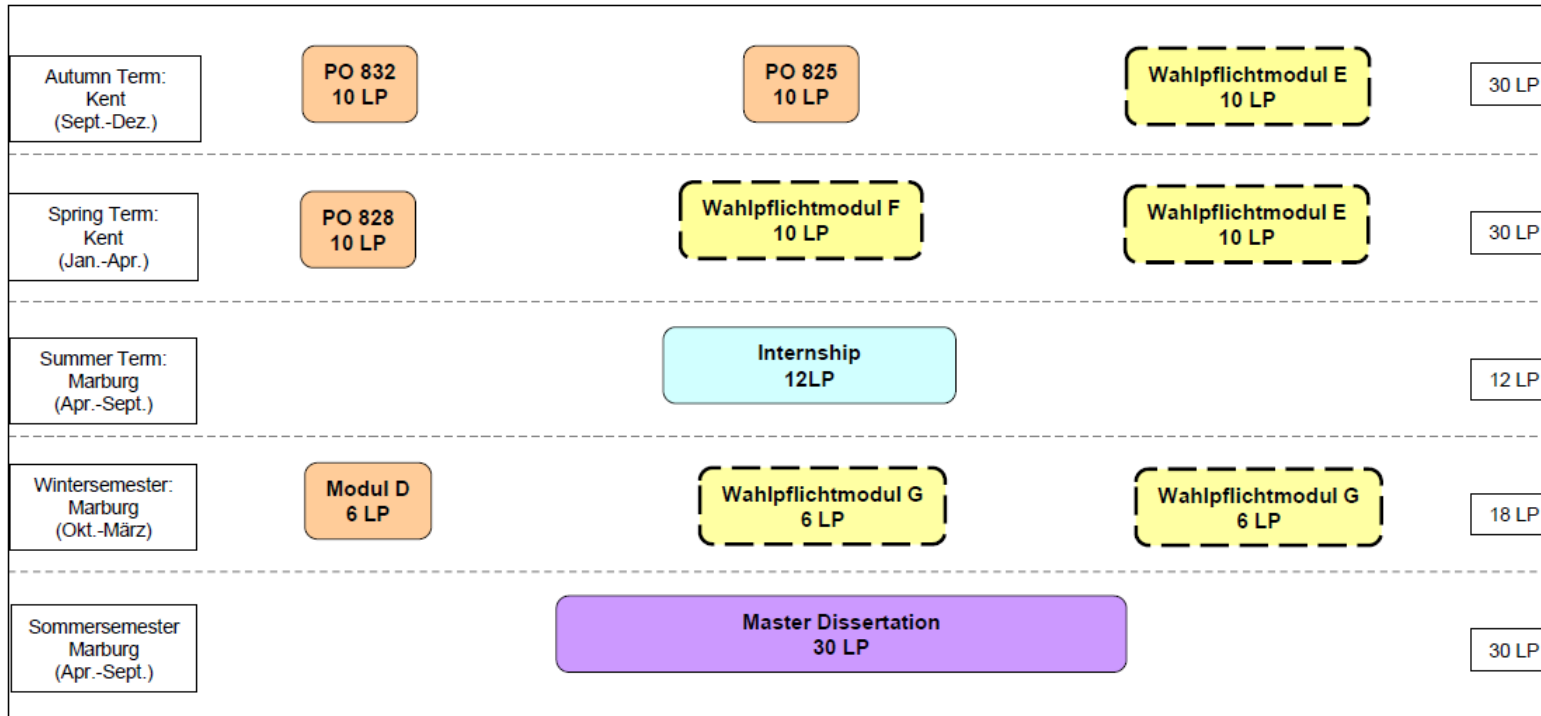 Autumn Term:
Kent
(Sept.-Dez.)
PO 832
10 LP
PO 825
10 LP
Wahlpflichtmodul E
10 LP
30 LP
Spring Term:
Kent
(Jan.-Apr.)
PO 828
10 LP
Wahlpflichtmodul F
10 LP
Wahlpflichtmodul E
10 LP
30 LP
Summer Term:
Marburg
(Apr.-Sept.)
Internship
12LP
12 LP
Wintersemester:
Marburg
(Okt.-März)
Modul D
6 LP
Wahlpflichtmodul G
6 LP
Wahlpflichtmodul G
6 LP
18 LP
Sommersemester
Marburg
(Apr.-Sept.)
Master Dissertation
30 LP
30 LP